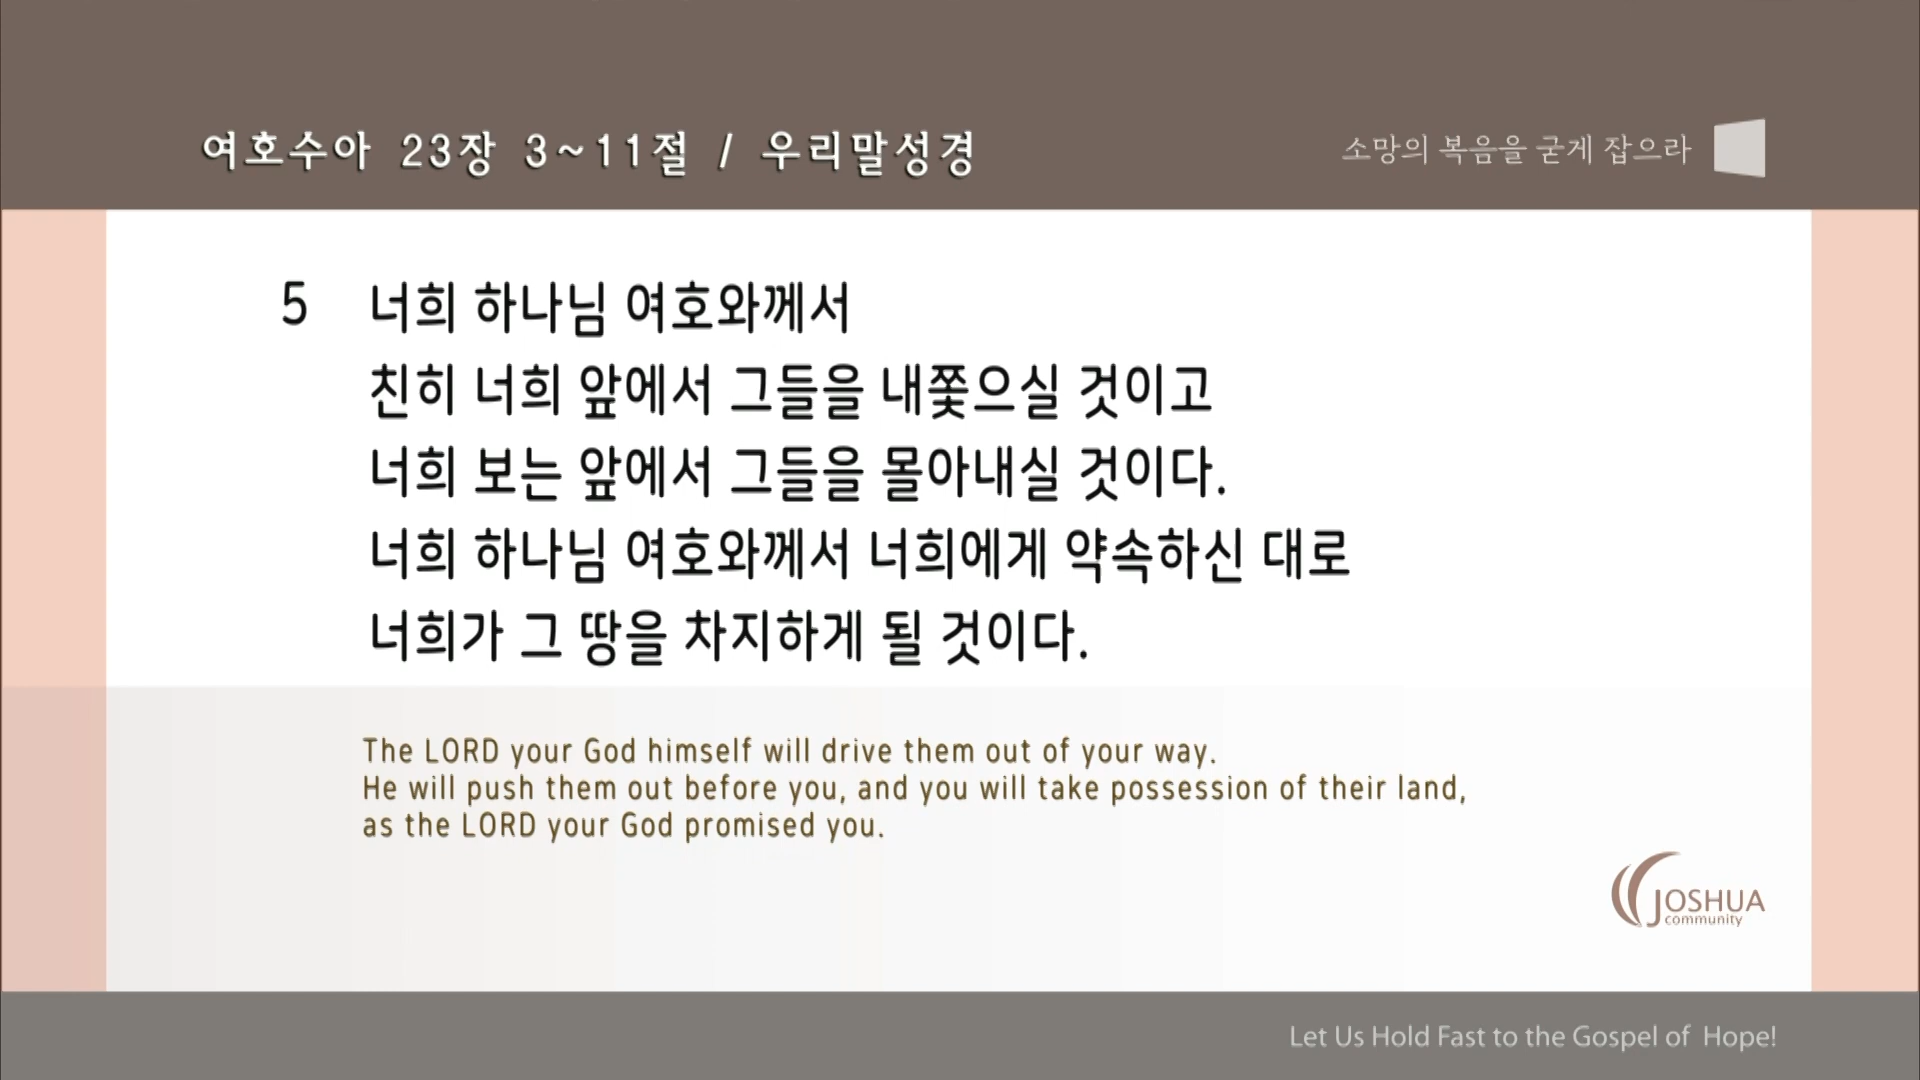 여호수아 23장 3~11절 / 우리말성경
소망의 복음을 굳게 잡으라
5 너희 하나님 여호와께서
친히 너희 앞에서 그들을 내쫓으실 것이고
너희 보는 앞에서 그들을 몰아내실 것이다.
너희 하나님 여호와께서 너희에게 약속하신 대로
너희가 그 땅을 차지하게 될 것이다.
The LORD your God himself will drive them out of your way.
He will push them out before you, and you will take possession of their land,
as the LORD your God promised you.
JOSHUA
community
Let Us Hold Fast to the Gospel of Hope!